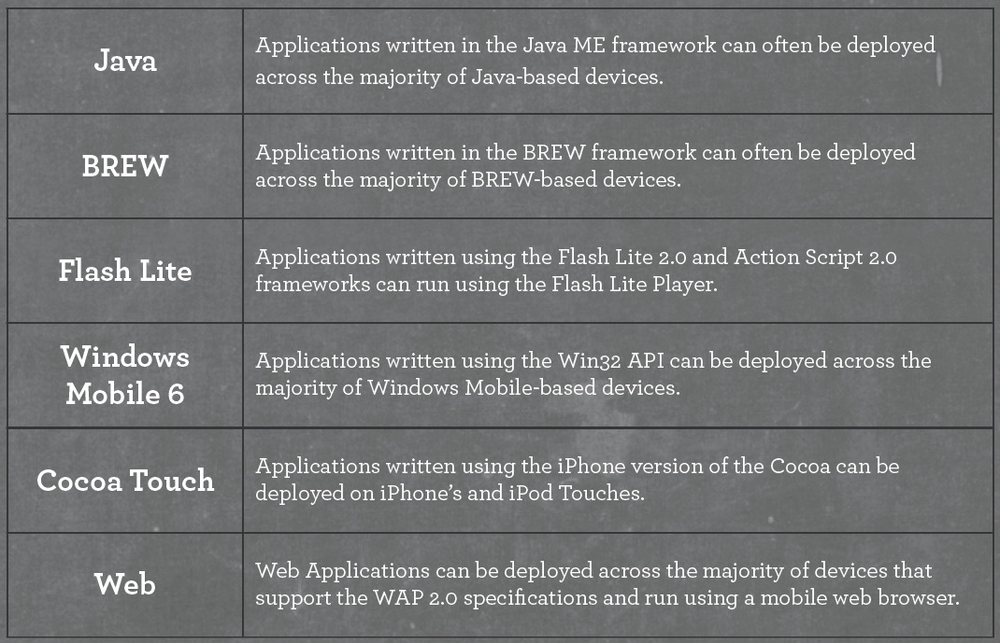 Java
Applications written in the Java ME framework can often be deployed
across the majority of Java-based devices.
BREW
Applications written in the BREW framework can often be deployed
across the majority of BREW-based devices.
Flash Lite
Applications written using the Flash Lite 2.0 and Action Script 2.0
frameworks can run using the Flash Lite Player.
Windows
Mobile 6
Applications written using the Win32 API can be deployed across the
majority of Windows Mobile-based devices.
Cocoa Touch
Applications written using the iPhone version of the Cocoa can be
deployed on iPhone’s and iPod Touches.
Web
Web Applications can be deployed across the majority of devices that
support the WAP 2.0 specifications and run using a mobile web browser.